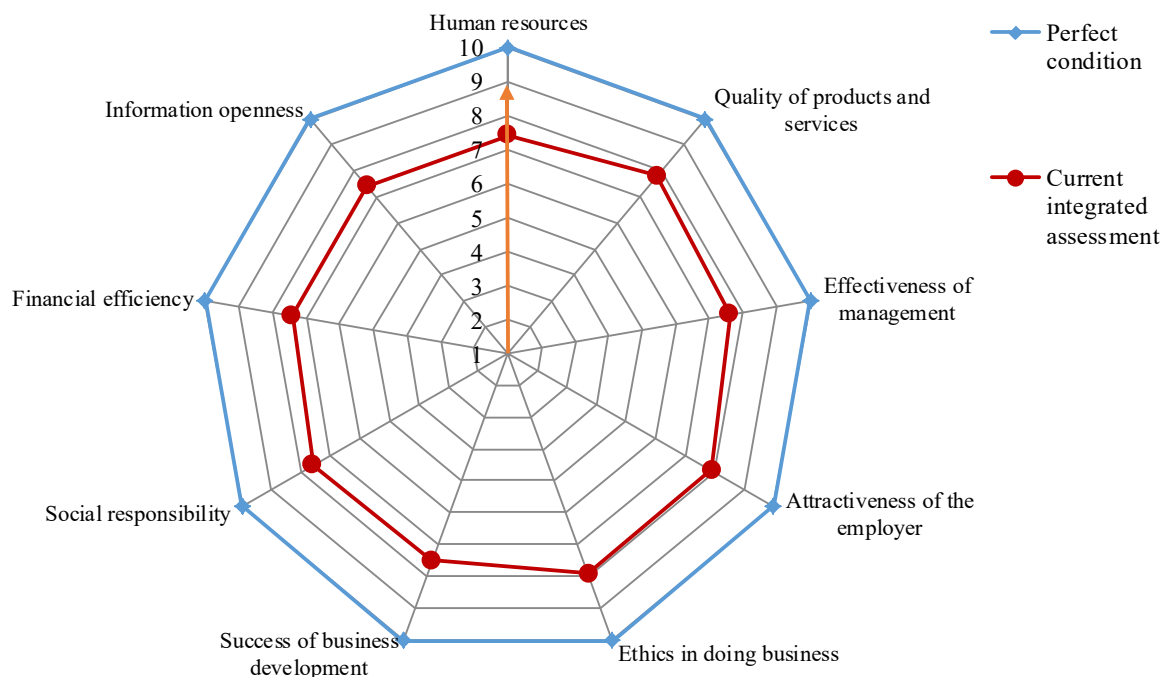 Human resources
10
9
8
7
6
5
4
3
2
1
Quality of products and
services
Effectiveness of
management
Attractiveness of the
employer
Ethics in doing business
Success of business
development
Social responsibility
Financial efficiency
Information openness
Perfect
condition
Current
integrated
assessment